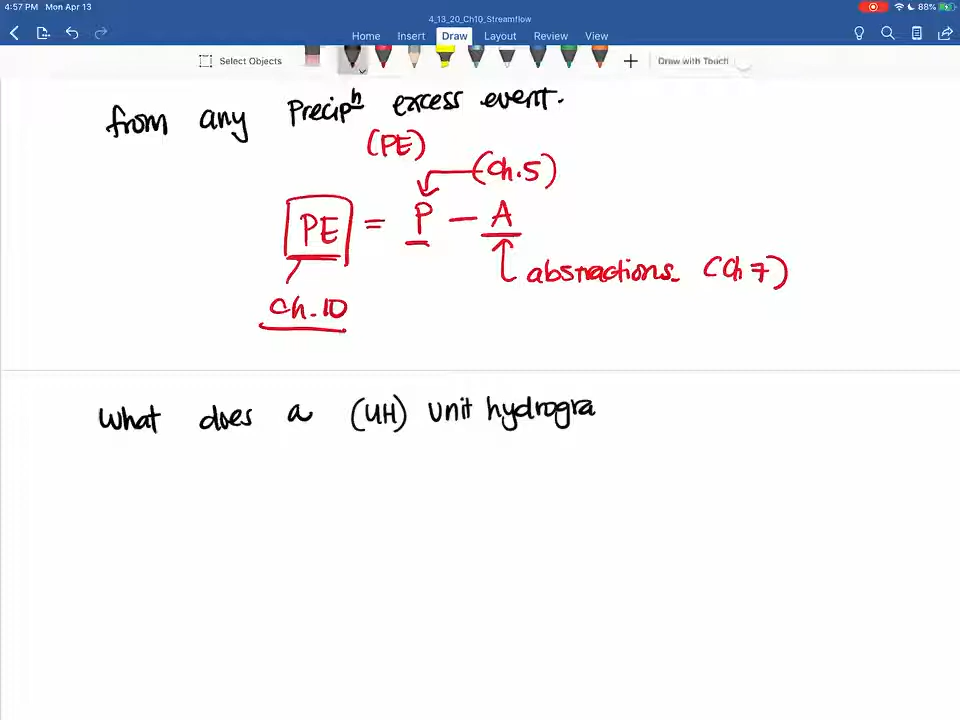 4:57 PM Mon Apr 13
88%
4_13_20_Ch10_Streamflow
Home Insert Draw Layout Review View
Select Objects
Draw with Touch
from any Precipⁿ excess event.
(PE)
(Ch.5)
PE = P - A
abstractions. (Ch 7)
Ch. 10
What does a (UH) unit hydrogra